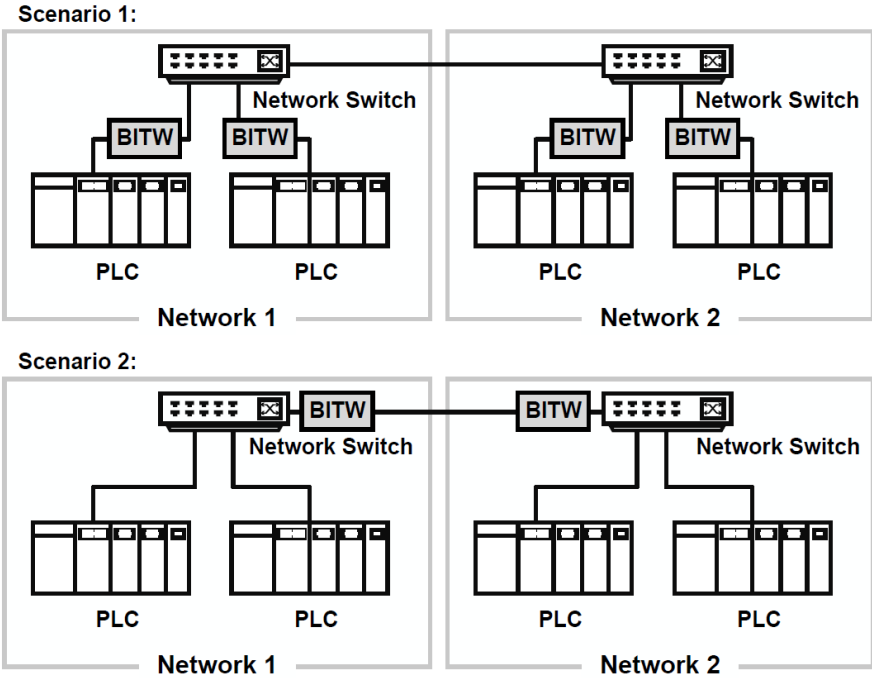 Scenario 1:
Network Switch
Network Switch
BITW
BITW
BITW
BITW
PLC
PLC
PLC
PLC
Network 1
Network 2
Scenario 2:
BITW
BITW
Network Switch
Network Switch
PLC
PLC
PLC
PLC
Network 1
Network 2